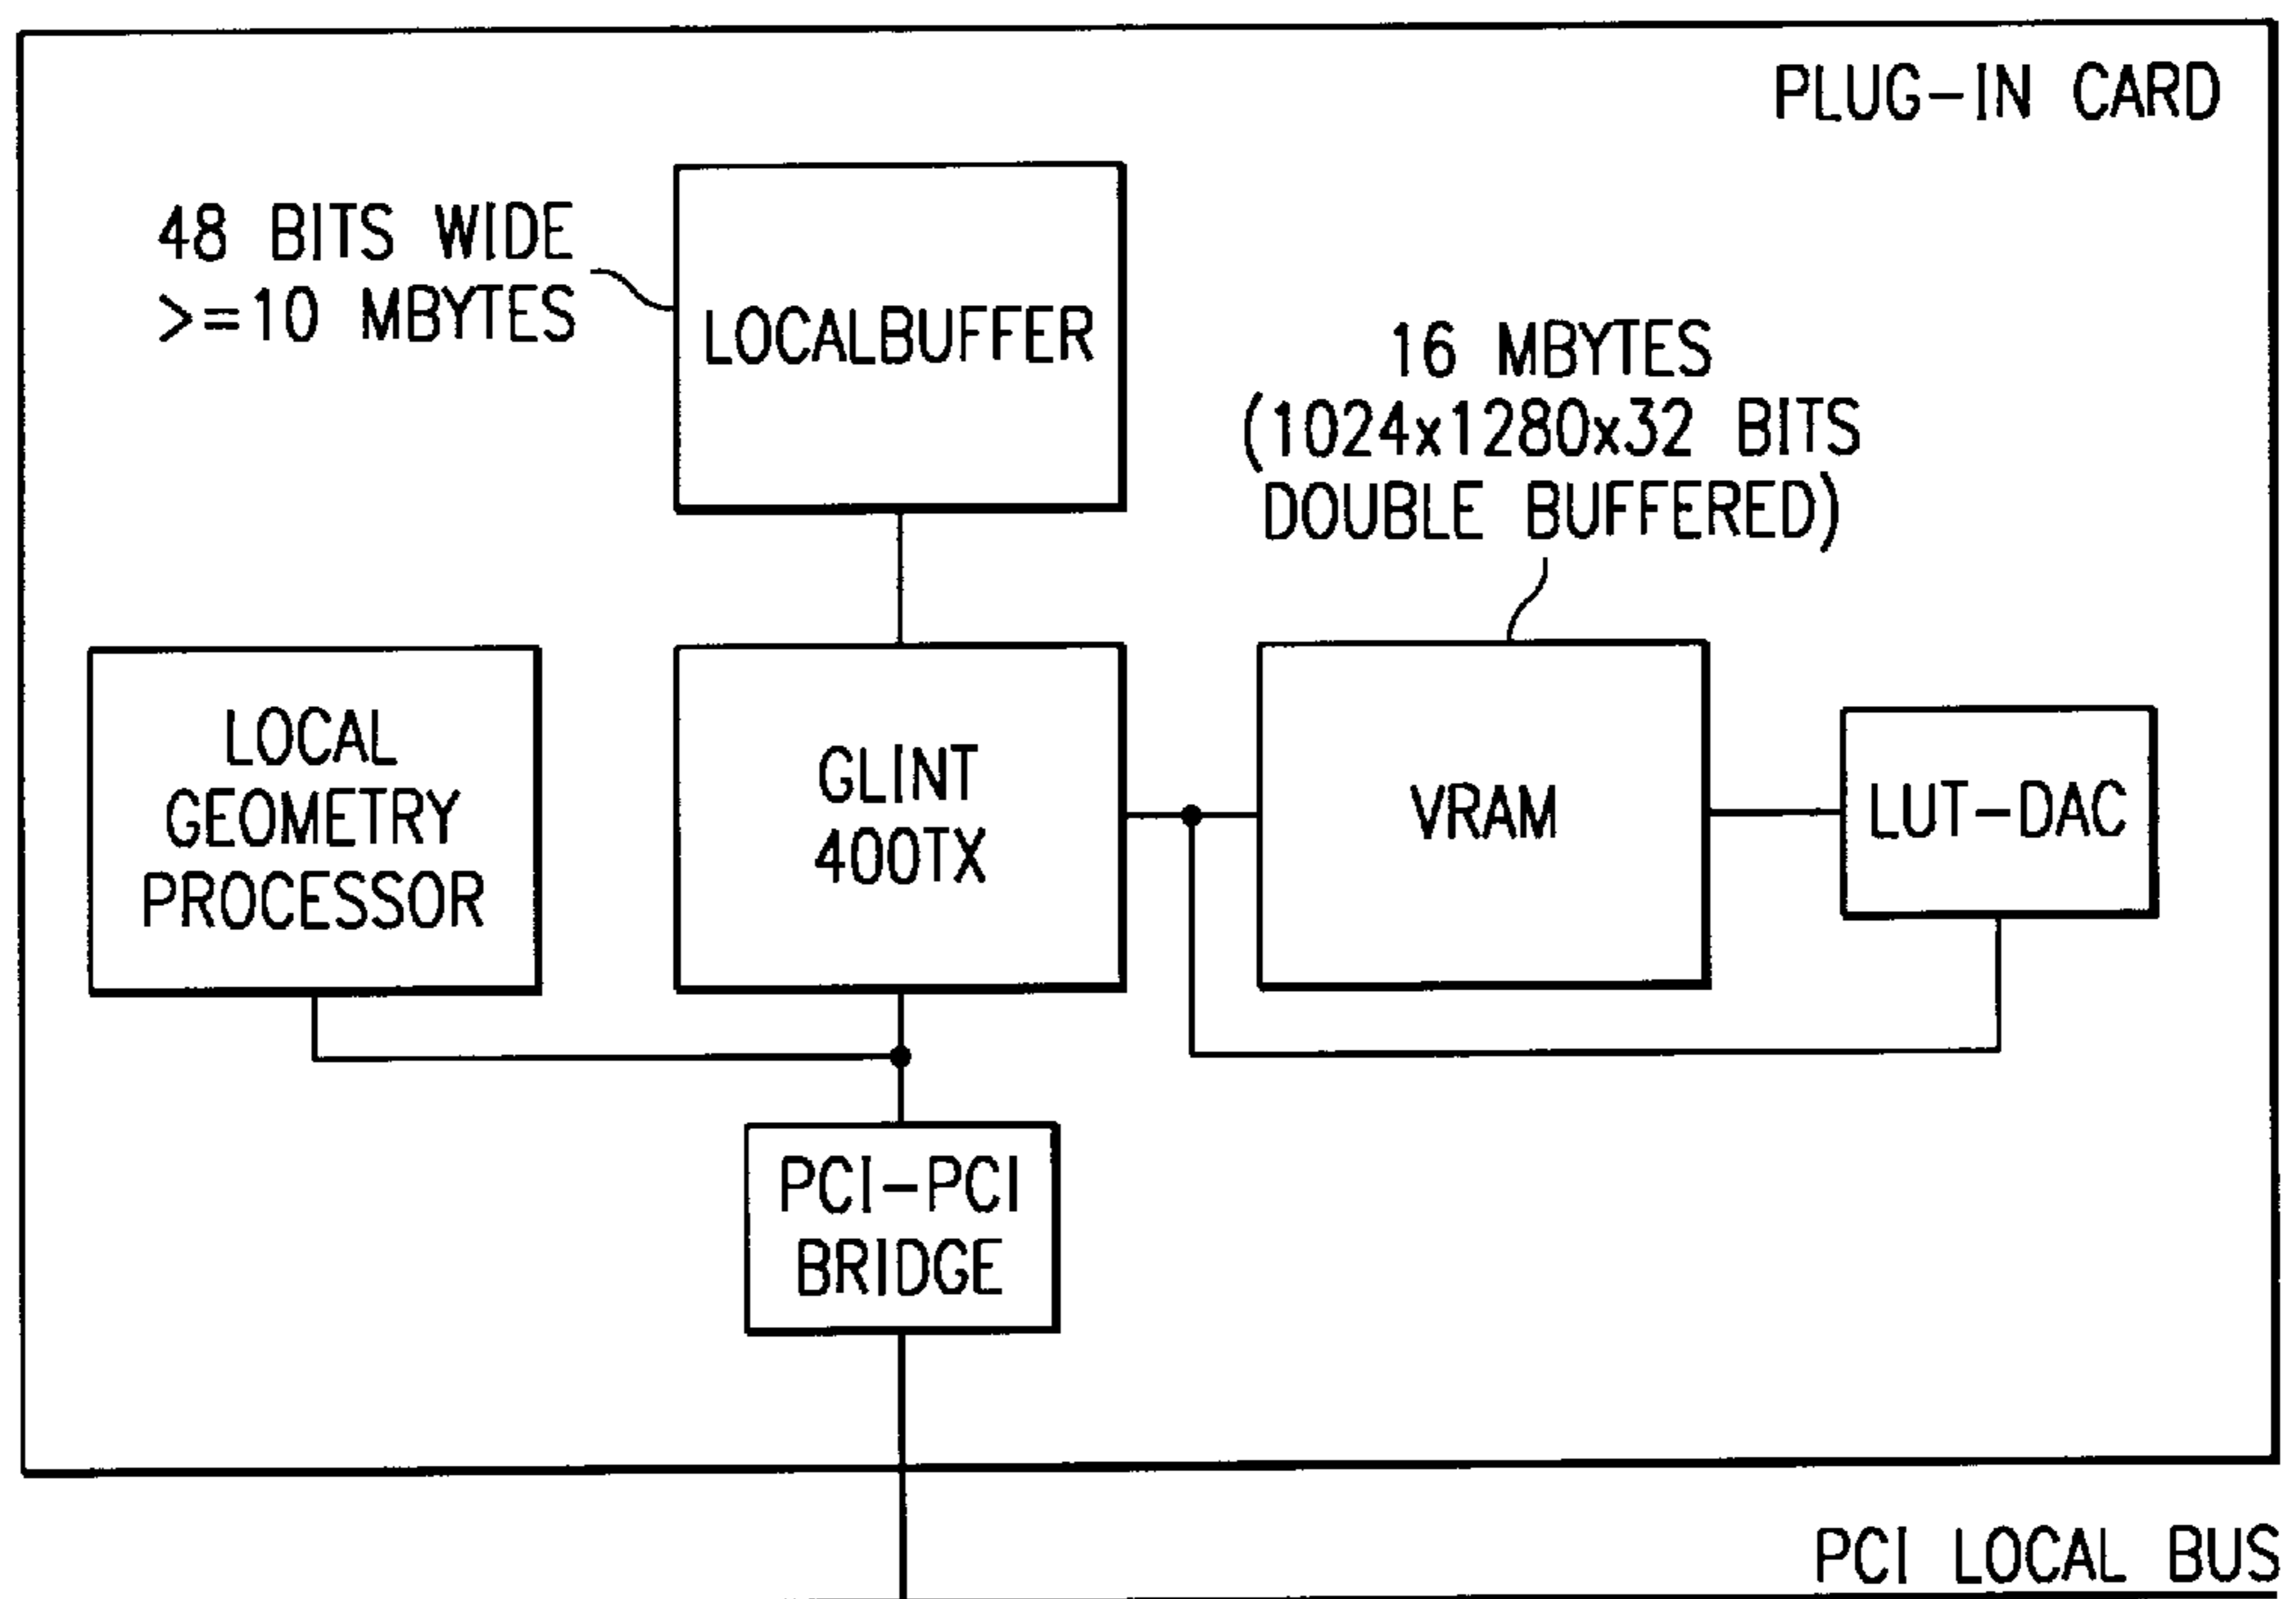 PLUG-IN CARD
48 BITS WIDE
>=10 MBYTES
LOCALBUFFER
16 MBYTES
(1024x1280x32 BITS
DOUBLE BUFFERED)
LOCAL
GEOMETRY
PROCESSOR
GLINT
400TX
VRAM
LUT-DAC
PCI-PCI
BRIDGE
PCI LOCAL BUS